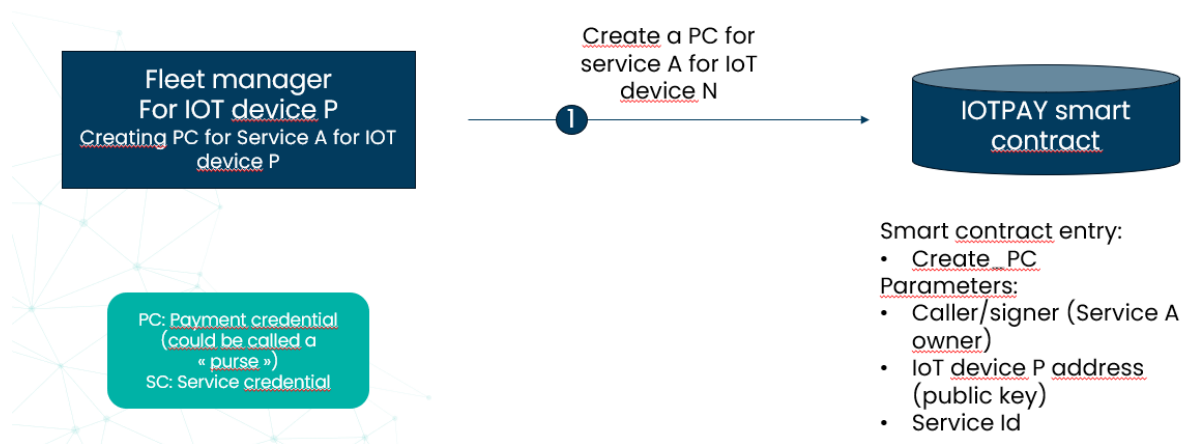 Fleet manager
For IOT device P
Creating PC for Service A for IOT
device P
Create a PC for
service A for IoT
device N
1
IOTPAY smart
contract
PC: Payment credential
(could be called a
« purse »)
SC: Service credential
Smart contract entry:
• Create_PC
Parameters:
• Caller/signer (Service A
owner)
• IoT device P address
(public key)
• Service Id